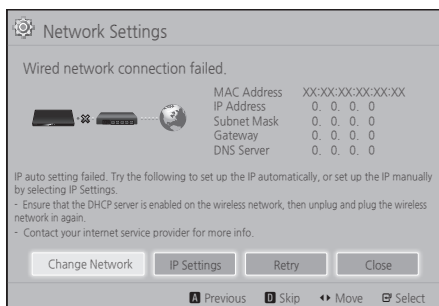 Network Settings
Wired network connection failed.
MAC Address XX:XX:XX:XX:XX:XX
IP Address 0. 0. 0. 0
Subnet Mask 0. 0. 0. 0
Gateway 0. 0. 0. 0
DNS Server 0. 0. 0. 0
IP auto setting failed. Try the following to set up the IP automatically, or set up the IP manually
by selecting IP Settings.
- Ensure that the DHCP server is enabled on the wireless network, then unplug and plug the wireless
network in again.
- Contact your internet service provider for more info.
Change Network IP Settings Retry Close
A Previous D Skip Move Select